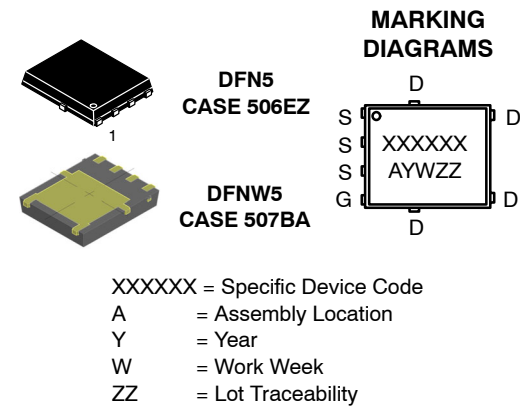 MARKING
DIAGRAMS
DFN5
CASE 506EZ
1
DFNW5
CASE 507BA
D
S
D
S
XXXXXX
S
AYWZZ
G
D
D
XXXXXX = Specific Device Code
A = Assembly Location
Y = Year
W = Work Week
ZZ = Lot Traceability